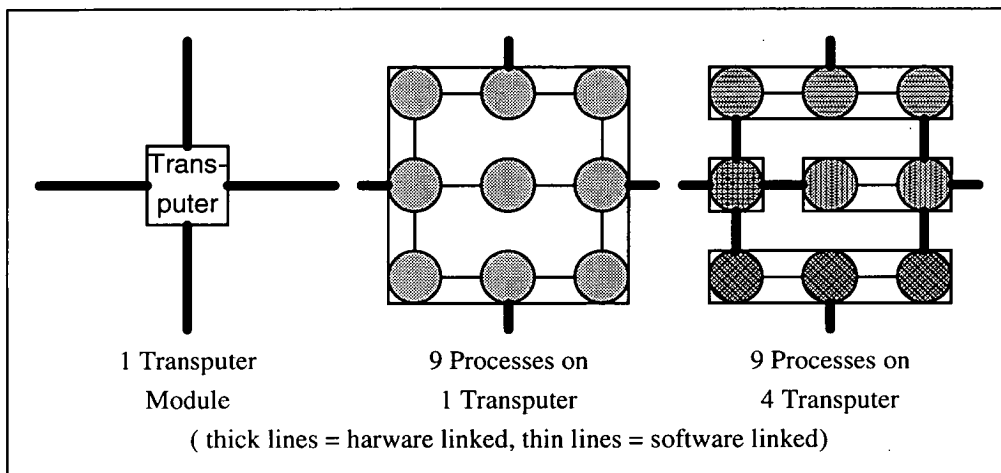 Trans-
puter
1 Transputer
Module
9 Processes on
1 Transputer
9 Processes on
4 Transputer
( thick lines = harware linked, thin lines = software linked)